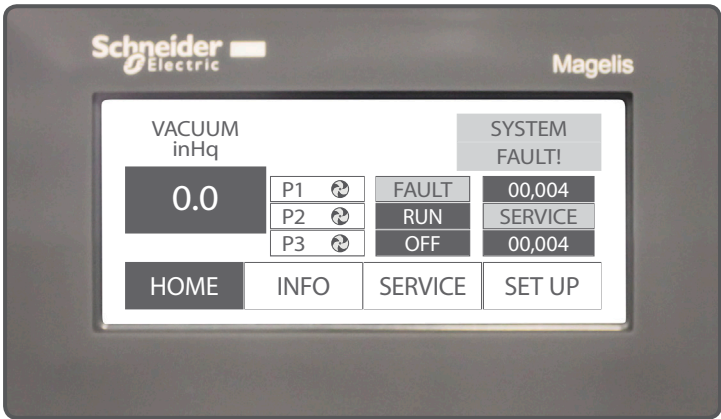 Schneider
Electric
Magelis
VACUUM
inHq
SYSTEM
FAULT!
0.0
P1 FAULT 00,004
P2 RUN SERVICE
P3 OFF 00,004
HOME INFO SERVICE SET UP